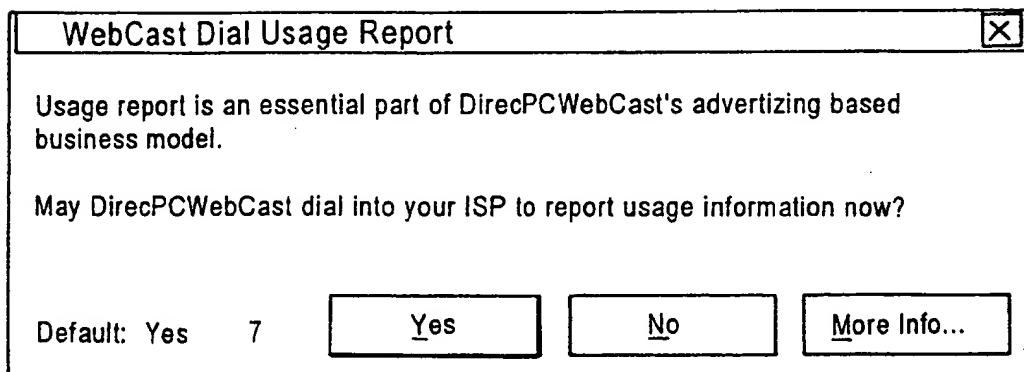 WebCast Dial Usage Report
Usage report is an essential part of DirecPCWebCast's advertizing based
business model.
May DirecPCWebCast dial into your ISP to report usage information now?
Default: Yes 7 Yes No More Info...